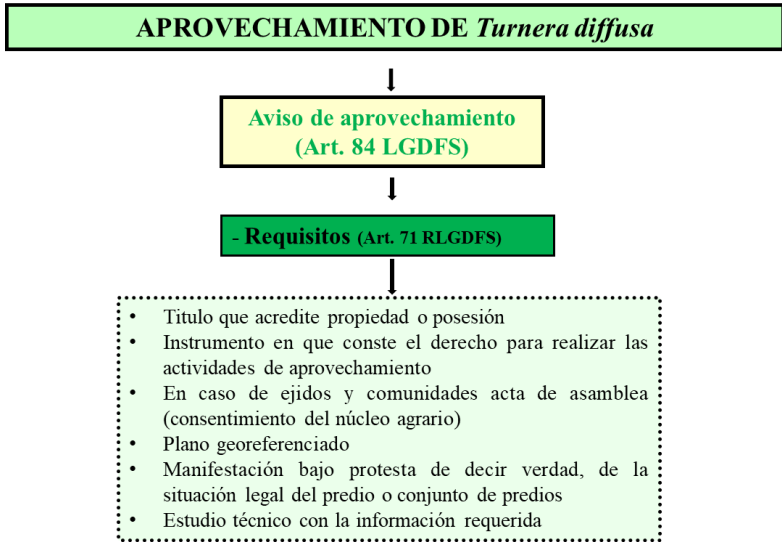 APROVECHAMIENTO DE Turnera diffusa
Aviso de aprovechamiento
(Art. 84 LGDFS)
- Requisitos (Art. 71 RLGDFS)
• Titulo que acredite propiedad o posesión
• Instrumento en que conste el derecho para realizar las
actividades de aprovechamiento
• En caso de ejidos y comunidades acta de asamblea
(consentimiento del núcleo agrario)
• Plano georeferenciado
• Manifestación bajo protesta de decir verdad, de la
situación legal del predio o conjunto de predios
• Estudio técnico con la información requerida